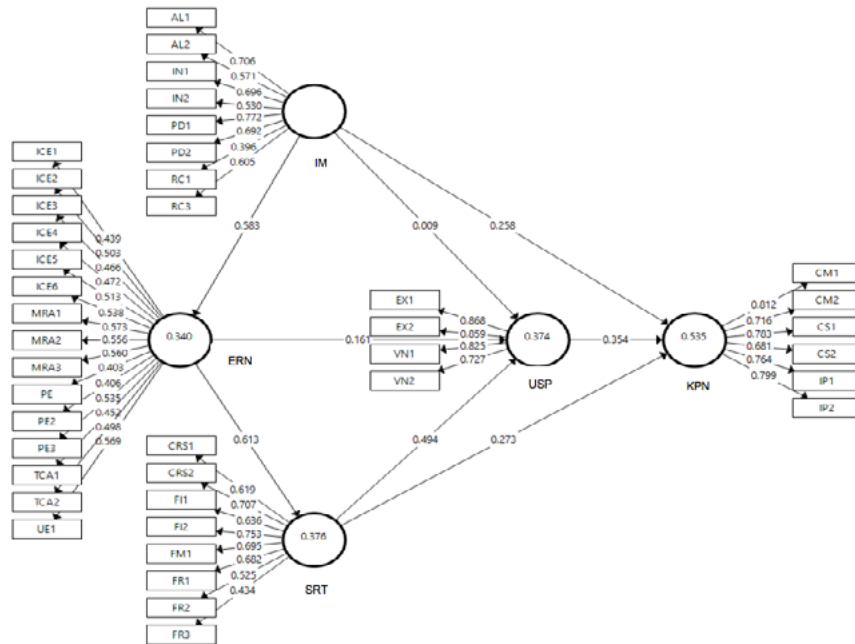 AL1
AL2
IN1
IN2
PD1
PD2
RC1
RC3
0.706
0.571
0.696
0.530
0.772
0.692
0.396
0.605
IM
ICE1
ICE2
ICE3
ICE4
ICE5
ICE6
MRA1
MRA2
MRA3
PE
PE2
PE3
TCA1
TCA2
UE1
0.439
0.503
0.466
0.472
0.513
0.538
0.573
0.556
0.560
0.403
0.406
0.535
0.452
0.498
0.569
0.340
ERN
0.583
0.009
0.258
0.161
EX1
EX2
VN1
VN2
0.868
0.859
0.825
0.727
0.374
USP
0.354
0.535
KPN
CM1
CM2
CS1
CS2
IP1
IP2
0.812
0.716
0.783
0.681
0.764
0.799
0.613
0.494
0.273
CRS1
CRS2
FI1
FI2
FM1
FR1
FR2
FR3
0.619
0.707
0.636
0.753
0.695
0.682
0.525
0.434
0.376
SRT